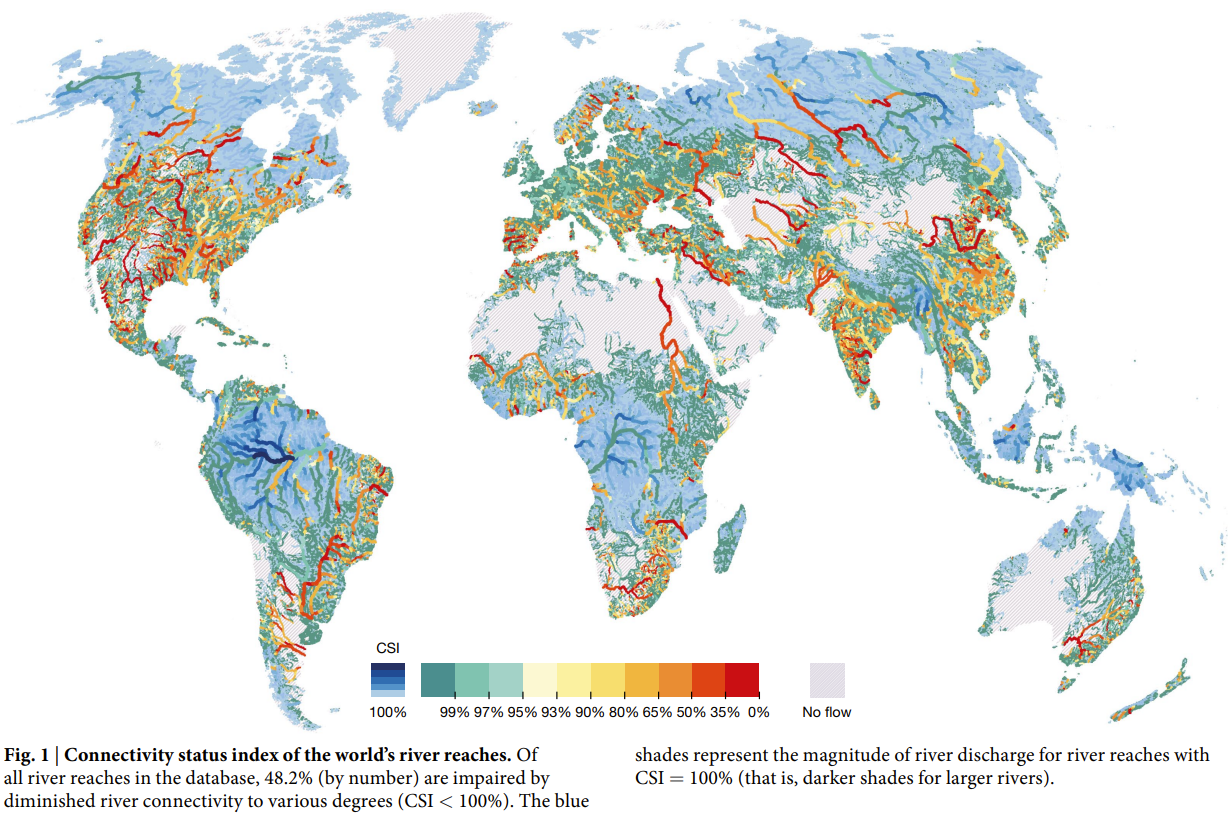 CSI
100%
99% 97% 95% 93% 90% 80% 65% 50% 35% 0%
No flow
Fig. 1 | Connectivity status index of the world's river reaches. Of
all river reaches in the database, 48.2% (by number) are impaired by
diminished river connectivity to various degrees (CSI < 100%). The blue
shades represent the magnitude of river discharge for river reaches with
CSI = 100% (that is, darker shades for larger rivers).